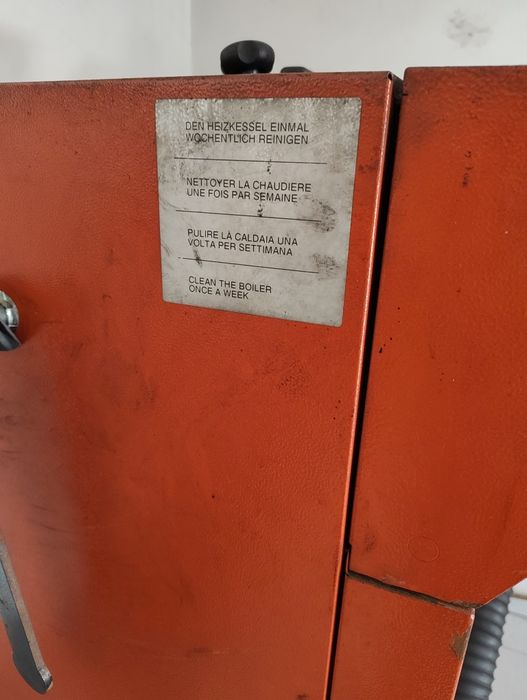 DEN HEIZKESSEL EINMAL
WOCHENTLICH REINIGEN
NETTOYER LA CHAUDIERE
UNE FOIS PAR SEMAINE
PULIRE LA CALDAIA UNA
VOLTA PER SETTIMANA
CLEAN THE BOILER
ONCE A WEEK